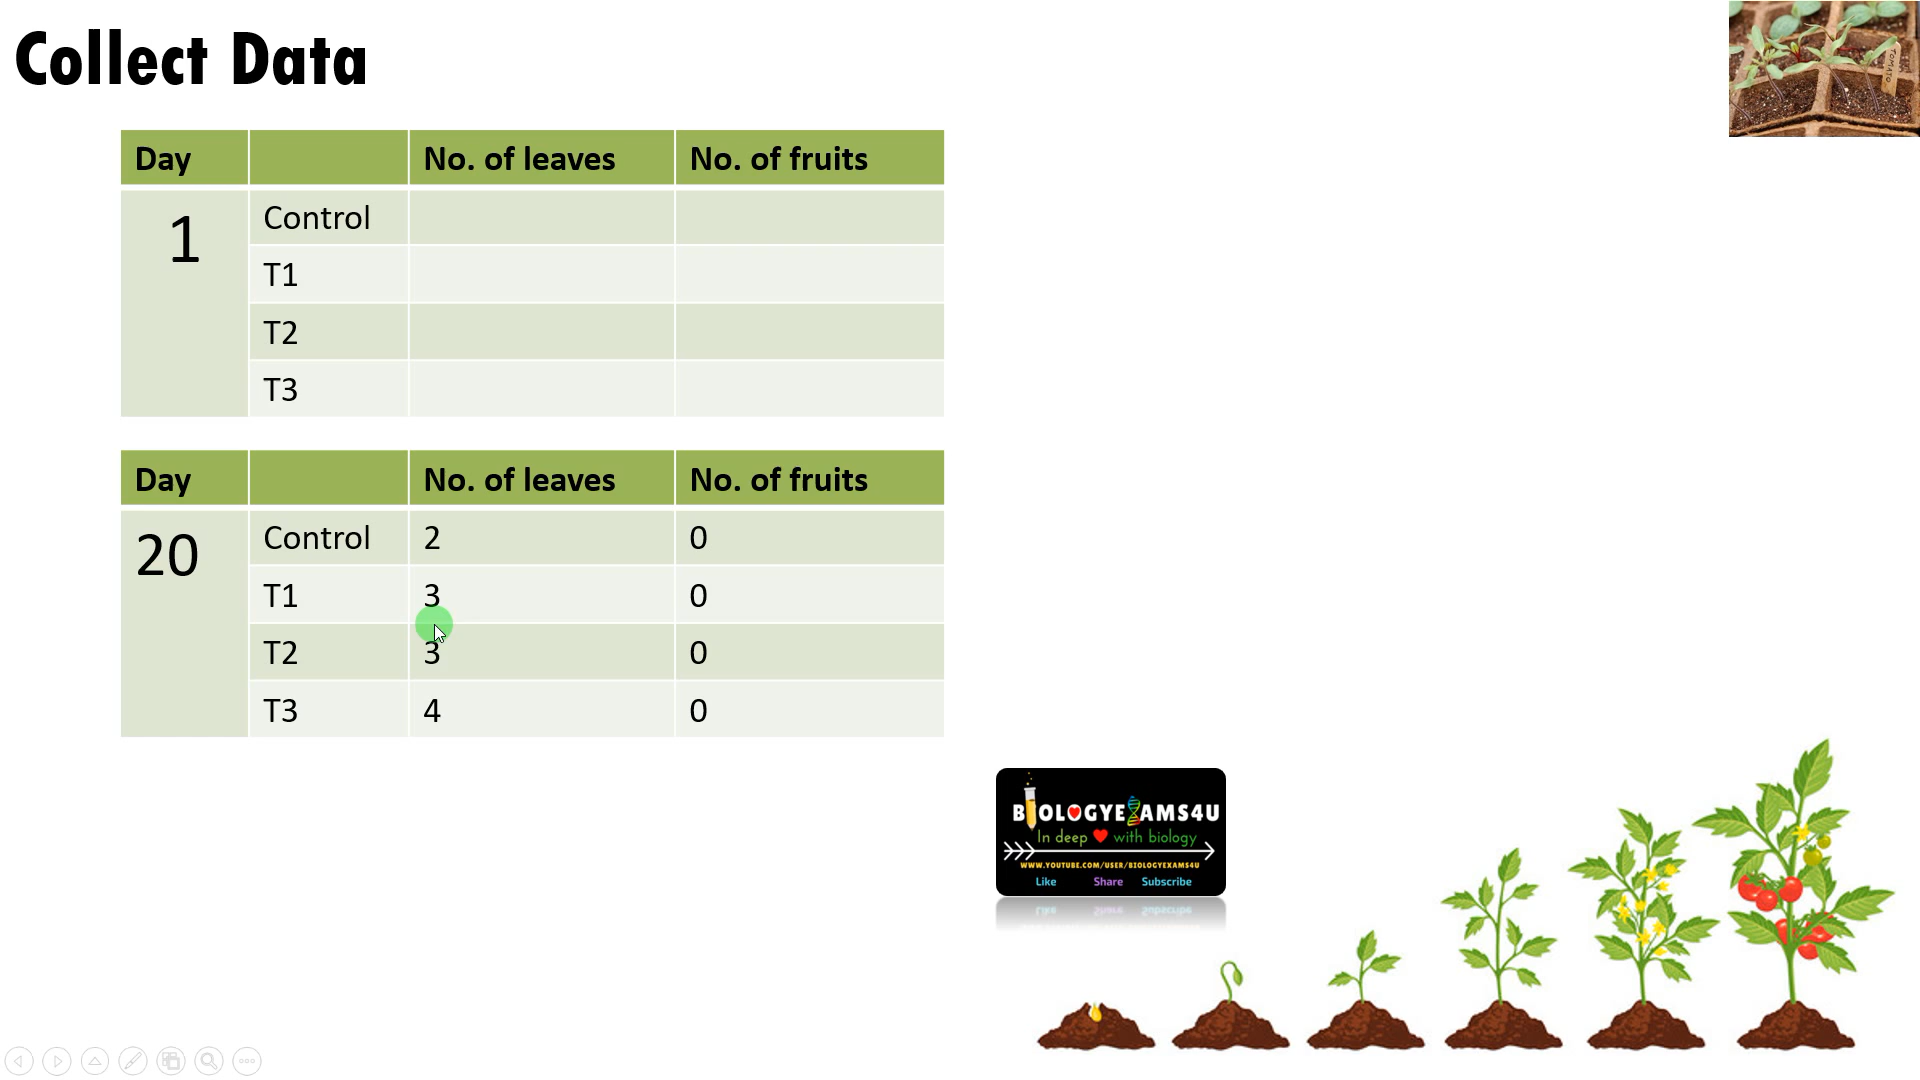 Collect Data
TOMATO
Day No. of leaves No. of fruits
1 Control
T1
T2
T3
Day No. of leaves No. of fruits
20 Control 2 0
T1 3 0
T2 3 0
T3 4 0
BIOLOGYEXAMS4U
In deep with biology
WWW.YOUTUBE.COM/USER/BIOLOGYEXAMS4U
Like Share Subscribe